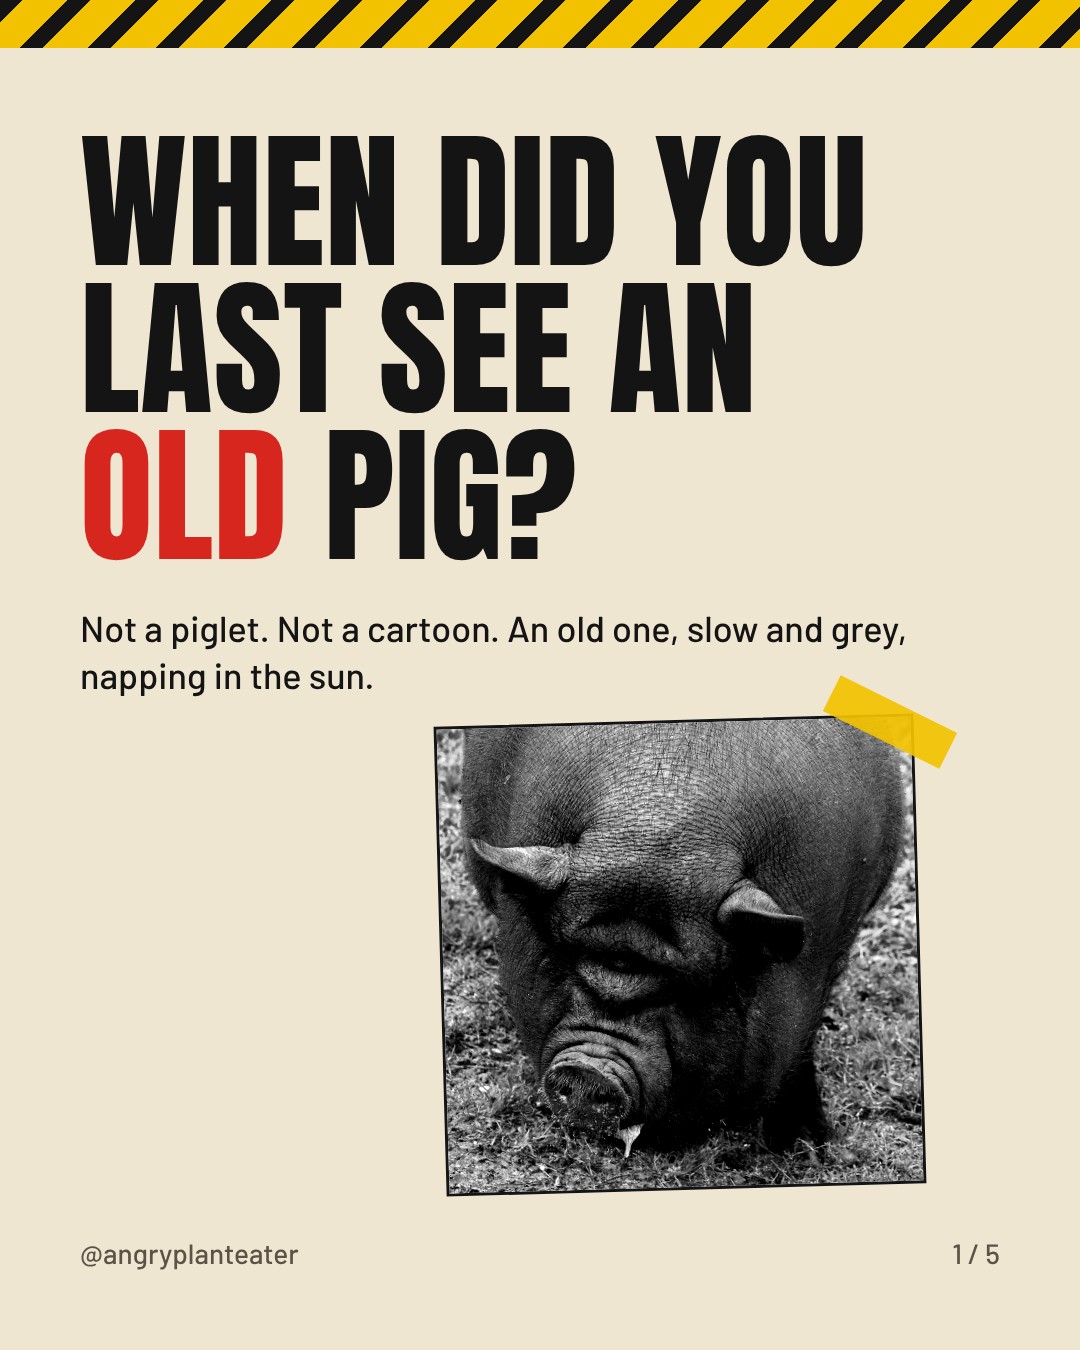 WHEN DID YOU
LAST SEE AN
OLD PIG?
Not a piglet. Not a cartoon. An old one, slow and grey,
napping in the sun.
@angryplanteater
1 / 5